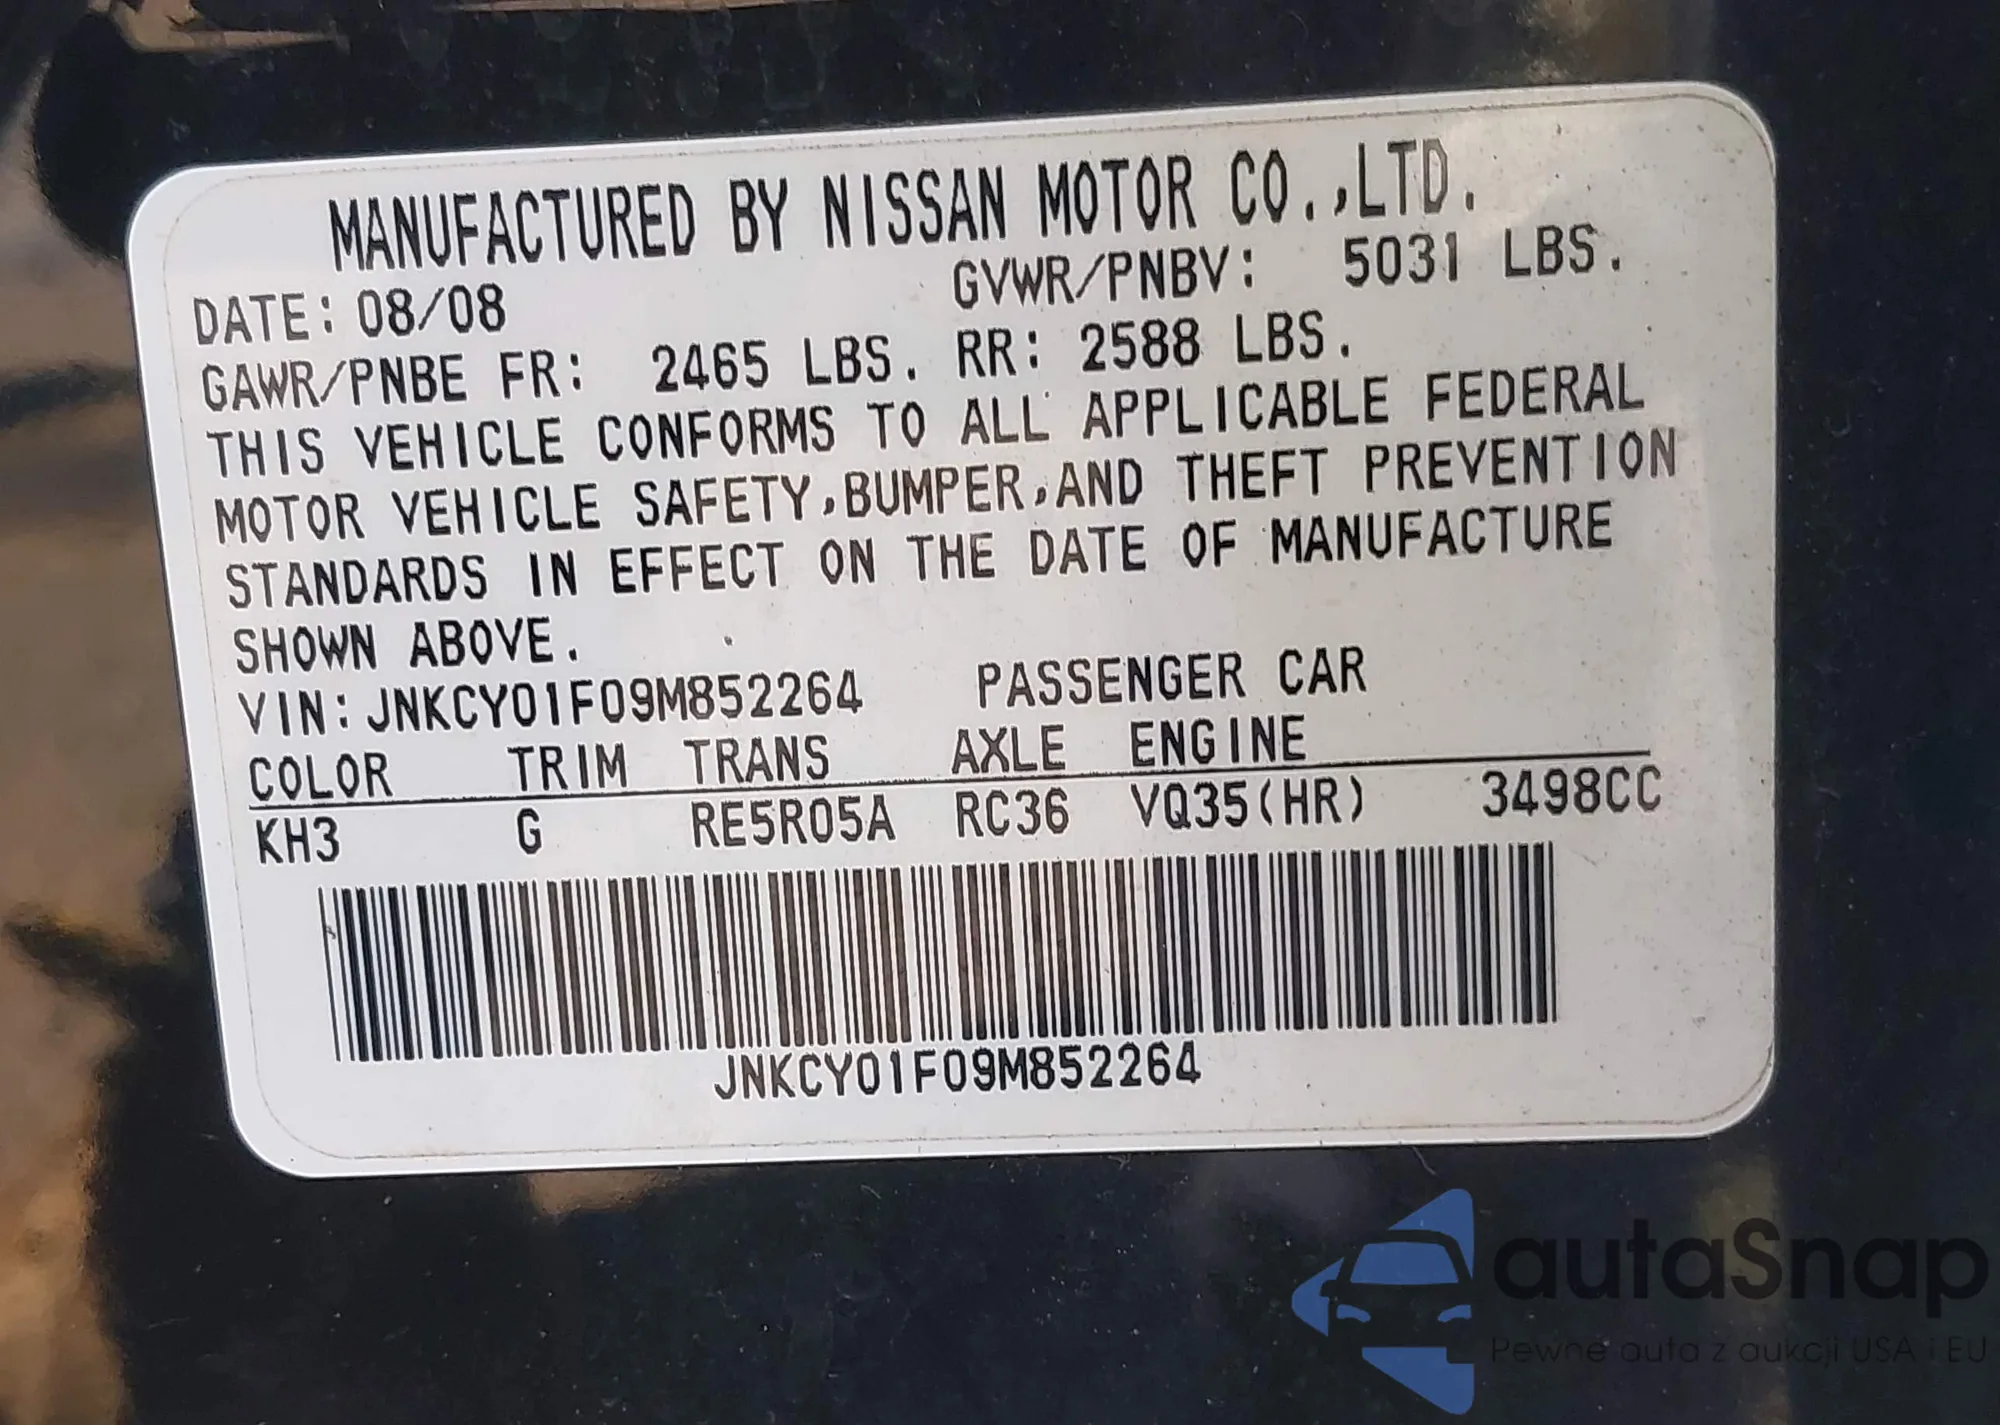 MANUFACTURED BY NISSAN MOTOR CO.,LTD.
DATE: 08/08 GVWR/PNBV: 5031 LBS.
GAWR/PNBE FR: 2465 LBS. RR: 2588 LBS.
THIS VEHICLE CONFORMS TO ALL APPLICABLE FEDERAL
MOTOR VEHICLE SAFETY,BUMPER,AND THEFT PREVENTION
STANDARDS IN EFFECT ON THE DATE OF MANUFACTURE
SHOWN ABOVE.
VIN:JNKCY01F09M852264 PASSENGER CAR
COLOR TRIM TRANS AXLE ENGINE
KH3 G RE5R05A RC36 VQ35(HR) 3498CC
JNKCY01F09M852264
autaSnap
Pewne auta z aukcji USA i EU